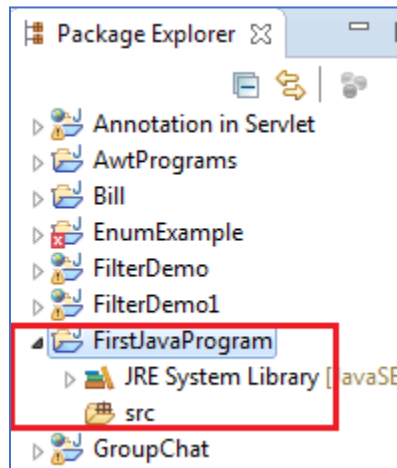 Package Explorer
Annotation in Servlet
AwtPrograms
Bill
EnumExample
FilterDemo
FilterDemo1
FirstJavaProgram
JRE System Library [
src
GroupChat